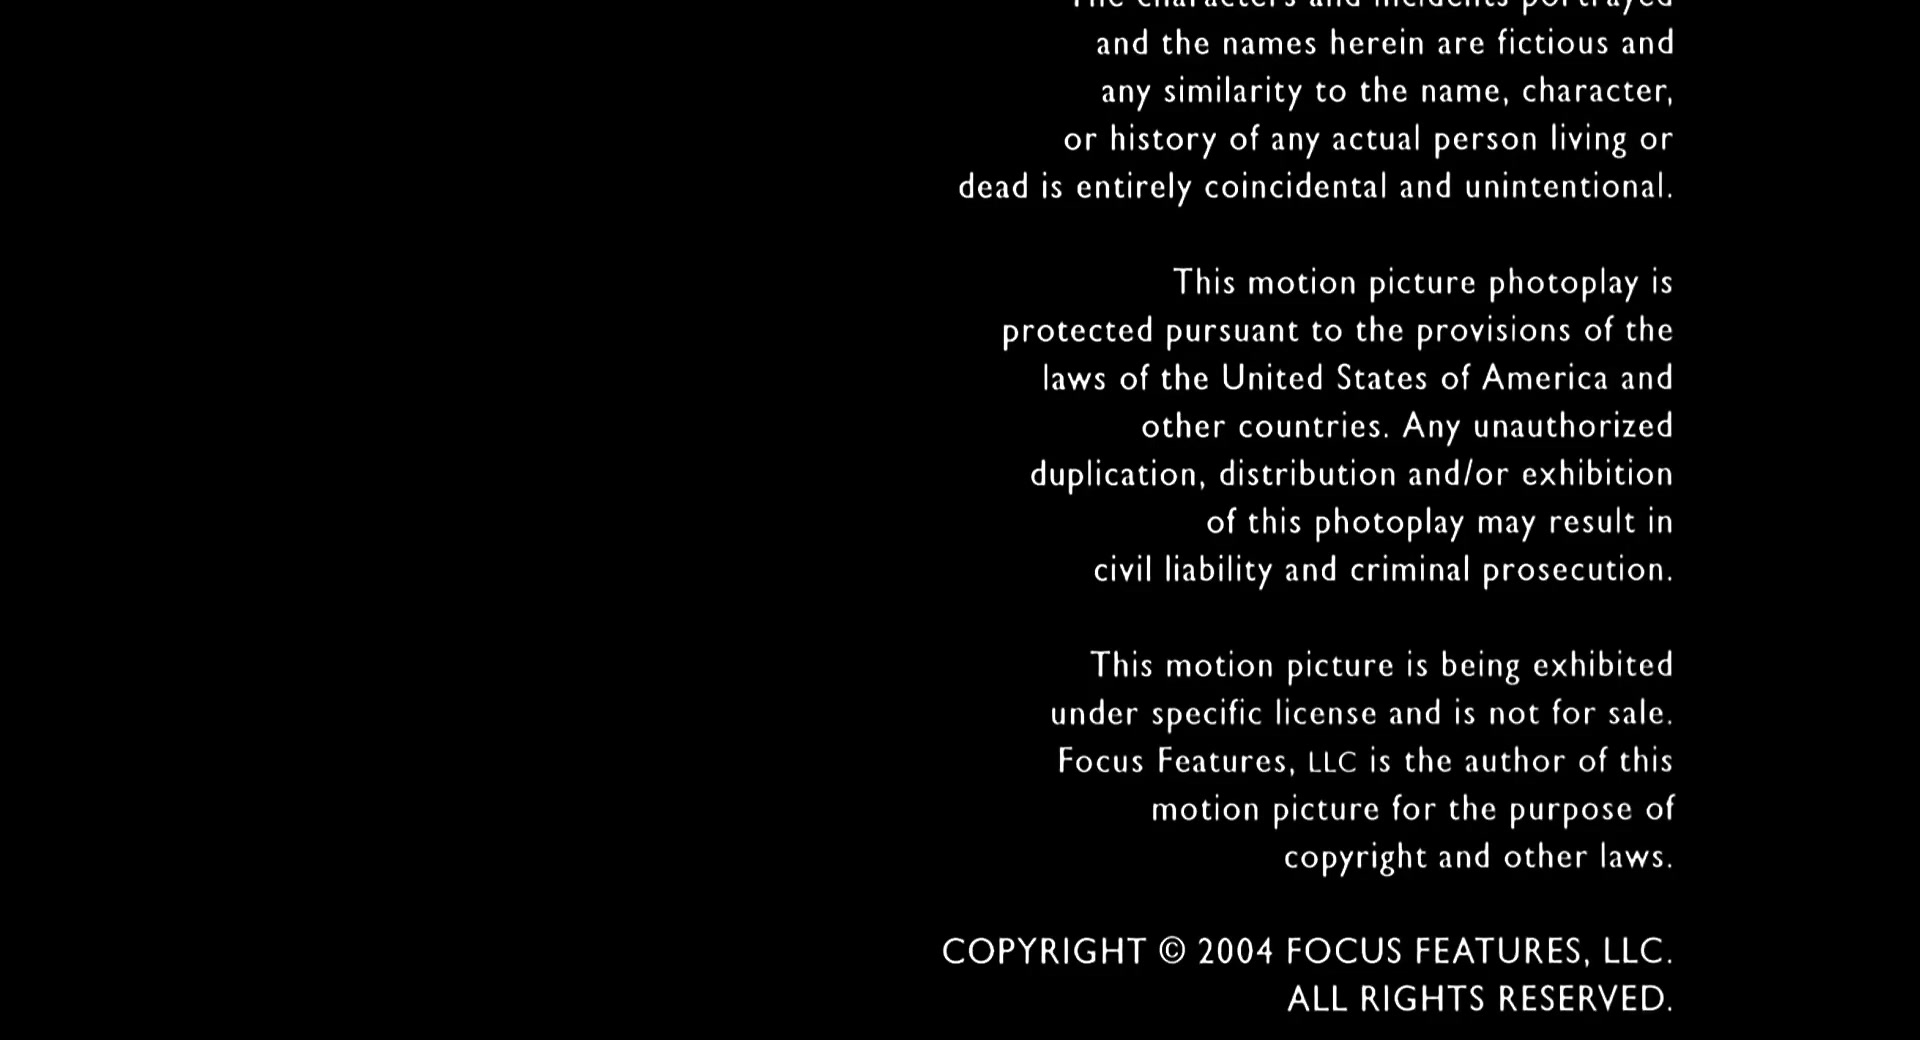 The characters and incidents portrayed
and the names herein are fictious and
any similarity to the name, character,
or history of any actual person living or
dead is entirely coincidental and unintentional.
This motion picture photoplay is
protected pursuant to the provisions of the
laws of the United States of America and
other countries. Any unauthorized
duplication, distribution and/or exhibition
of this photoplay may result in
civil liability and criminal prosecution.
This motion picture is being exhibited
under specific license and is not for sale.
Focus Features, LLC is the author of this
motion picture for the purpose of
copyright and other laws.
COPYRIGHT © 2004 FOCUS FEATURES, LLC.
ALL RIGHTS RESERVED.